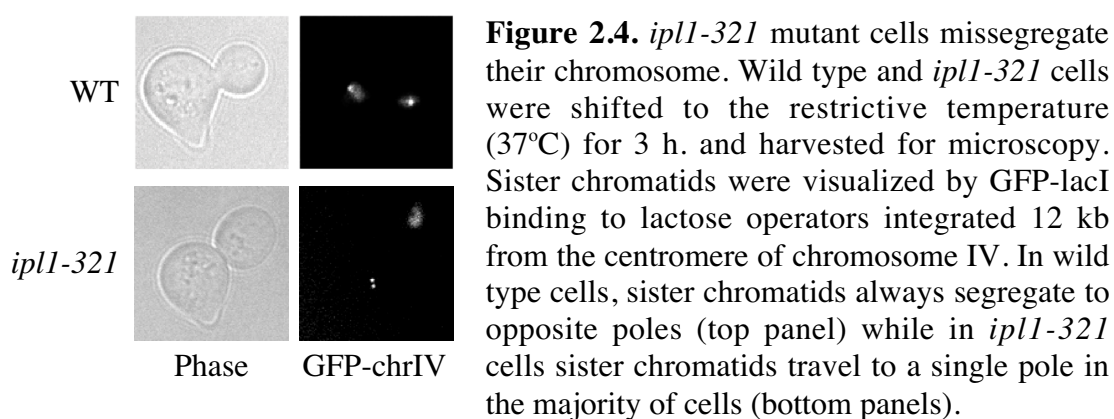 WT
ipl1-321
Phase
GFP-chrIV
Figure 2.4. ipl1-321 mutant cells missegregate
their chromosome. Wild type and ipl1-321 cells
were shifted to the restrictive temperature
(37ºC) for 3 h. and harvested for microscopy.
Sister chromatids were visualized by GFP-lacI
binding to lactose operators integrated 12 kb
from the centromere of chromosome IV. In wild
type cells, sister chromatids always segregate to
opposite poles (top panel) while in ipl1-321
cells sister chromatids travel to a single pole in
the majority of cells (bottom panels).